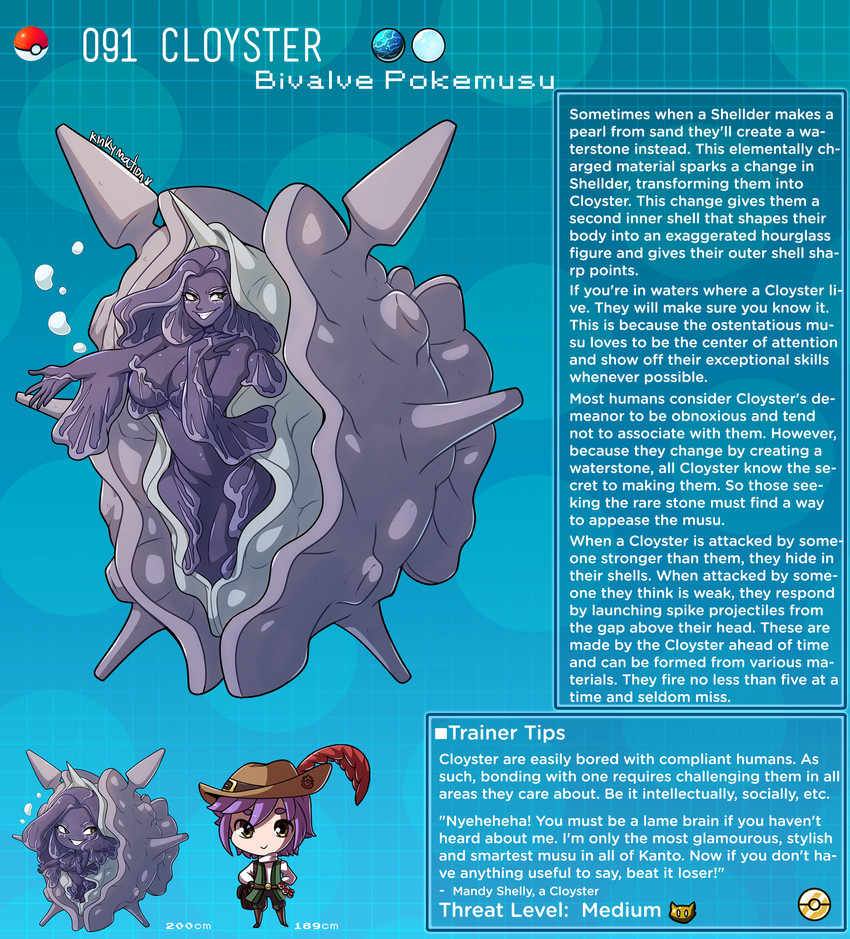 091 CLOYSTER
Bivalve Pokemusu
Kinkymation
Sometimes when a Shellder makes a
pearl from sand they'll create a wa-
terstone instead. This elementally ch-
arged material sparks a change in
Shellder, transforming them into
Cloyster. This change gives them a
second inner shell that shapes their
body into an exaggerated hourglass
figure and gives their outer shell sha-
rp points.
If you're in waters where a Cloyster li-
ve. They will make sure you know it.
This is because the ostentatious mu-
su loves to be the center of attention
and show off their exceptional skills
whenever possible.
Most humans consider Cloyster's de-
meanor to be obnoxious and tend
not to associate with them. However,
because they change by creating a
waterstone, all Cloyster know the se-
cret to making them. So those see-
king the rare stone must find a way
to appease the musu.
When a Cloyster is attacked by some-
one stronger than them, they hide in
their shells. When attacked by some-
one they think is weak, they respond
by launching spike projectiles from
the gap above their head. These are
made by the Cloyster ahead of time
and can be formed from various ma-
terials. They fire no less than five at a
time and seldom miss.
■Trainer Tips
Cloyster are easily bored with compliant humans. As
such, bonding with one requires challenging them in all
areas they care about. Be it intellectually, socially, etc.
"Nyeheheha! You must be a lame brain if you haven't
heard about me. I'm only the most glamourous, stylish
and smartest musu in all of Kanto. Now if you don't ha-
ve anything useful to say, beat it loser!"
- Mandy Shelly, a Cloyster
Threat Level: Medium
200cm
189cm